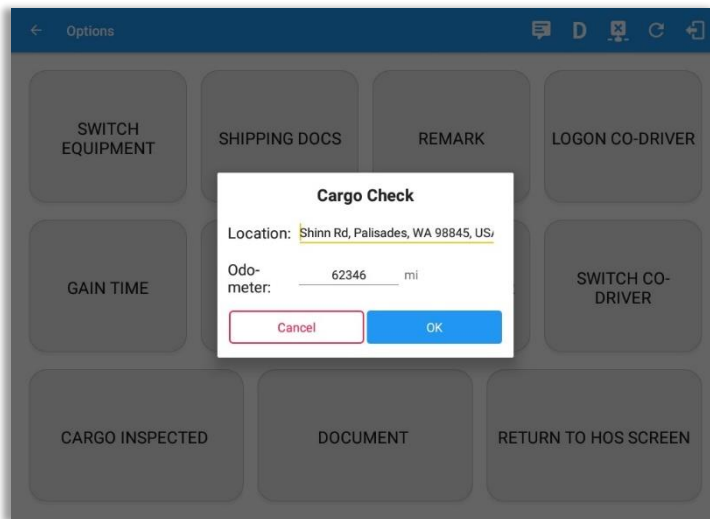 Options
D
SWITCH
EQUIPMENT
SHIPPING DOCS
REMARK
LOGON CO-DRIVER
Cargo Check
Location: Shinn Rd, Palisades, WA 98845, US
Odo-
meter:
62346 mi
Cancel
OK
GAIN TIME
SWITCH CO-
DRIVER
CARGO INSPECTED
DOCUMENT
RETURN TO HOS SCREEN